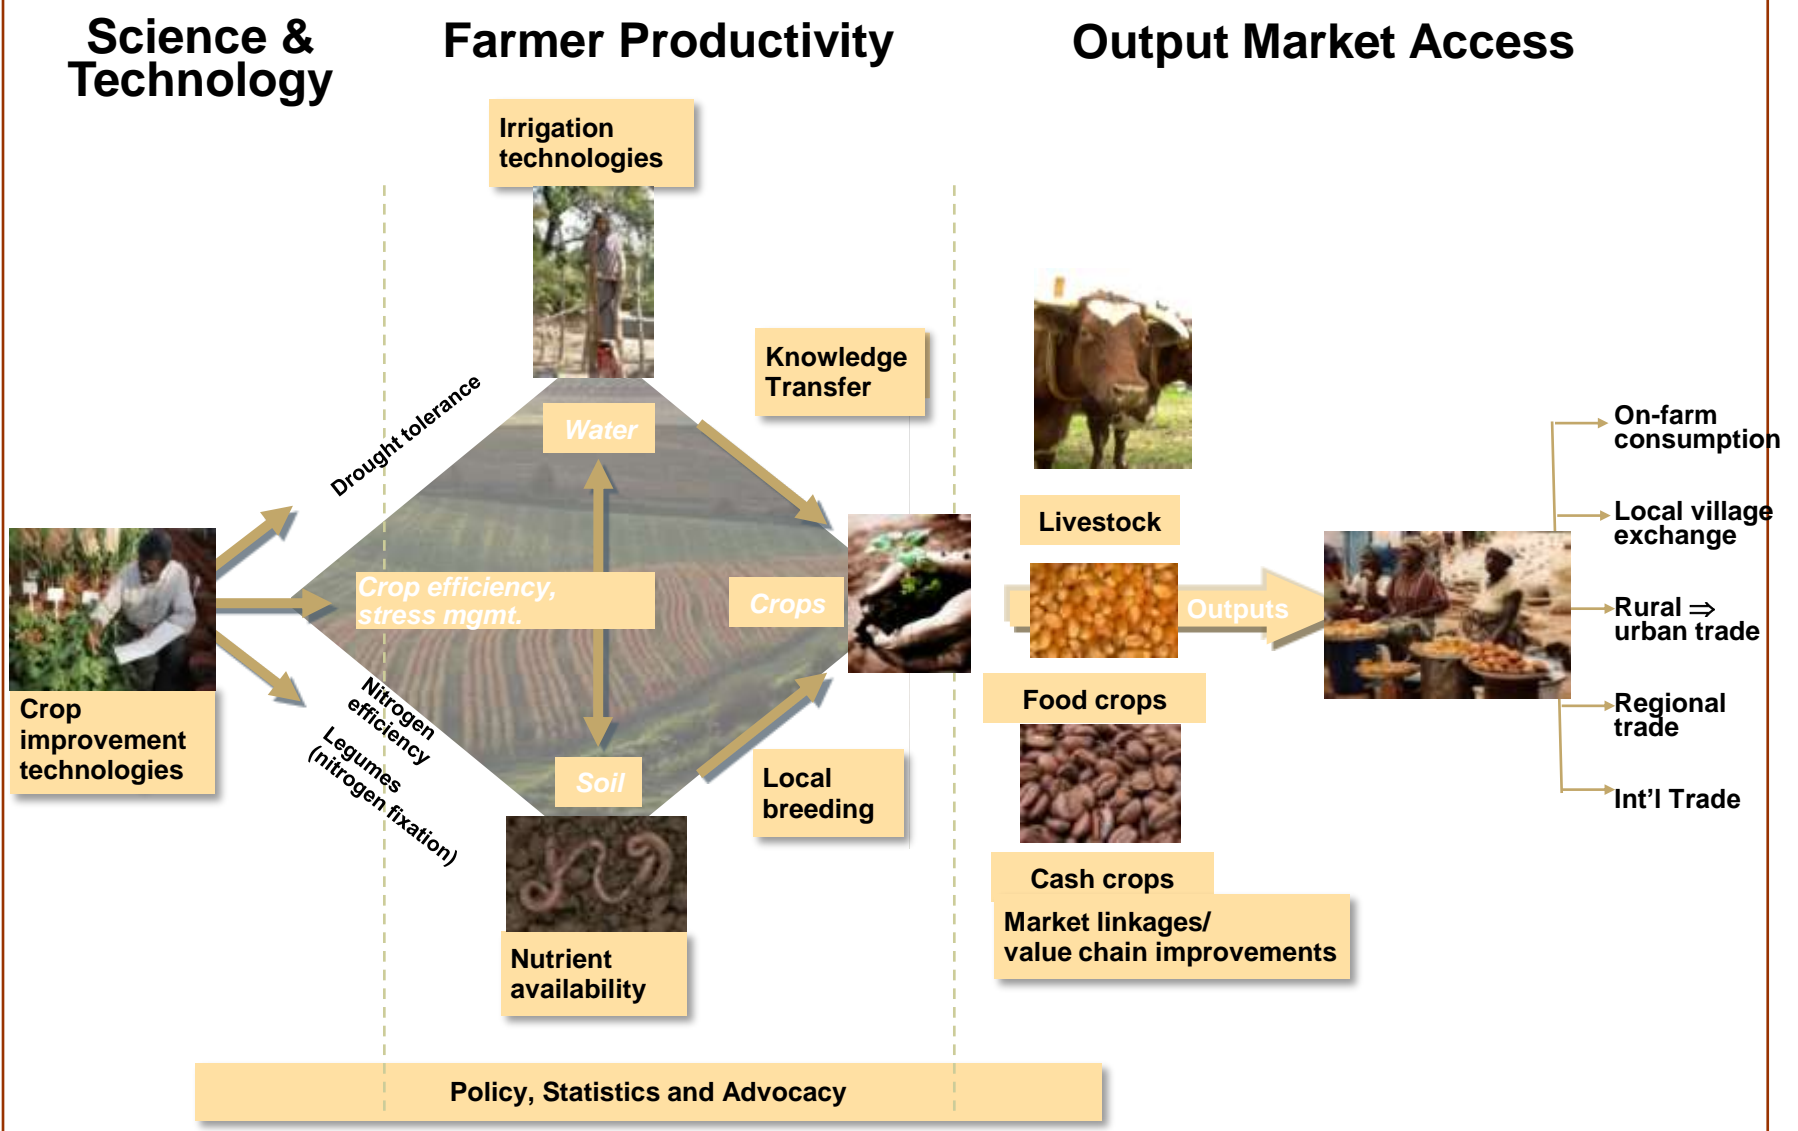 Science &
Technology
Farmer Productivity
Output Market Access
Irrigation
technologies
Knowledge
Transfer
Drought tolerance
Water
Crop efficiency,
stress mgmt.
Crops
Soil
Nitrogen
efficiency
Legumes
(nitrogen fixation)
Crop
improvement
technologies
Local
breeding
Nutrient
availability
Livestock
Outputs
Food crops
Cash crops
Market linkages/
value chain improvements
On-farm
consumption
Local village
exchange
Rural ⇒
urban trade
Regional
trade
Int’l Trade
Policy, Statistics and Advocacy